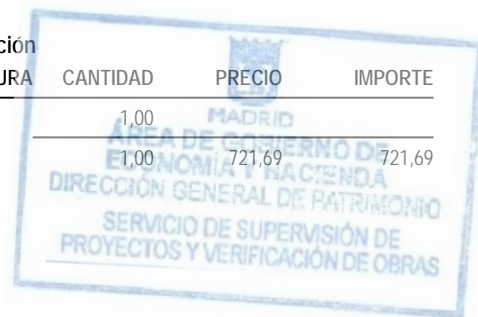 ción
URA CANTIDAD PRECIO IMPORTE
1,00
MADRID
ÁREA DE GOBIERNO DE
1,00 721,69 721,69
ECONOMÍA Y HACIENDA
DIRECCIÓN GENERAL DE PATRIMONIO
SERVICIO DE SUPERVISIÓN DE
PROYECTOS Y VERIFICACIÓN DE OBRAS